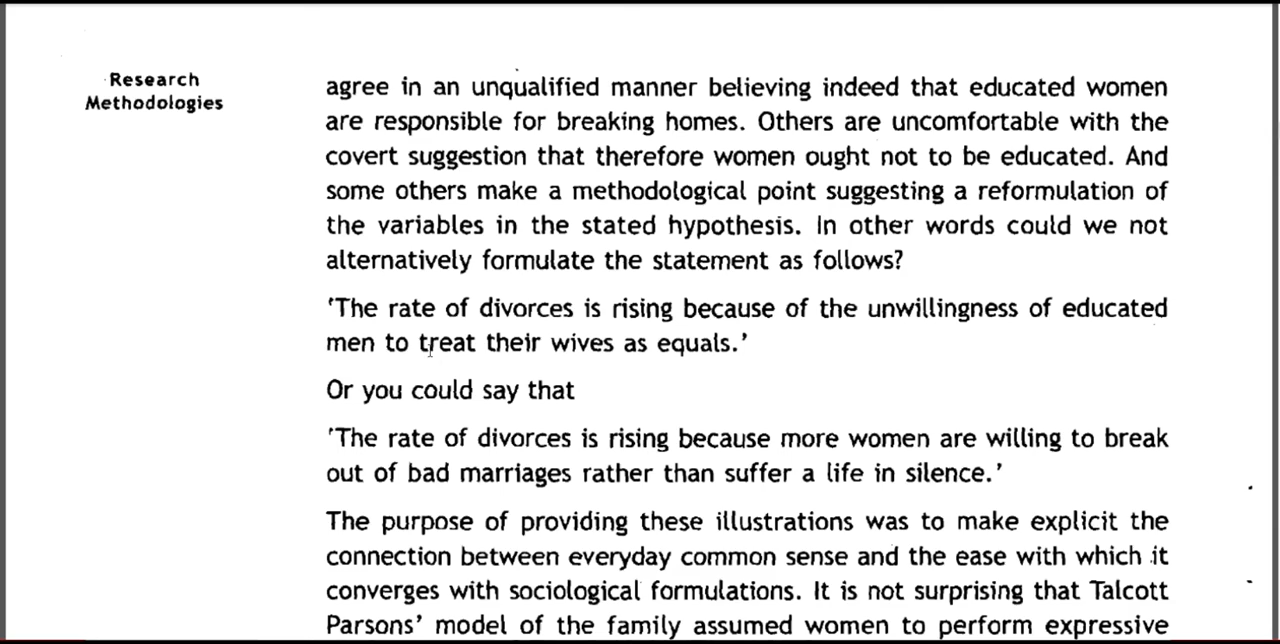 Research
Methodologies
agree in an unqualified manner believing indeed that educated women
are responsible for breaking homes. Others are uncomfortable with the
covert suggestion that therefore women ought not to be educated. And
some others make a methodological point suggesting a reformulation of
the variables in the stated hypothesis. In other words could we not
alternatively formulate the statement as follows?
'The rate of divorces is rising because of the unwillingness of educated
men to treat their wives as equals.'
Or you could say that
'The rate of divorces is rising because more women are willing to break
out of bad marriages rather than suffer a life in silence.'
The purpose of providing these illustrations was to make explicit the
connection between everyday common sense and the ease with which it
converges with sociological formulations. It is not surprising that Talcott
Parsons' model of the family assumed women to perform expressive